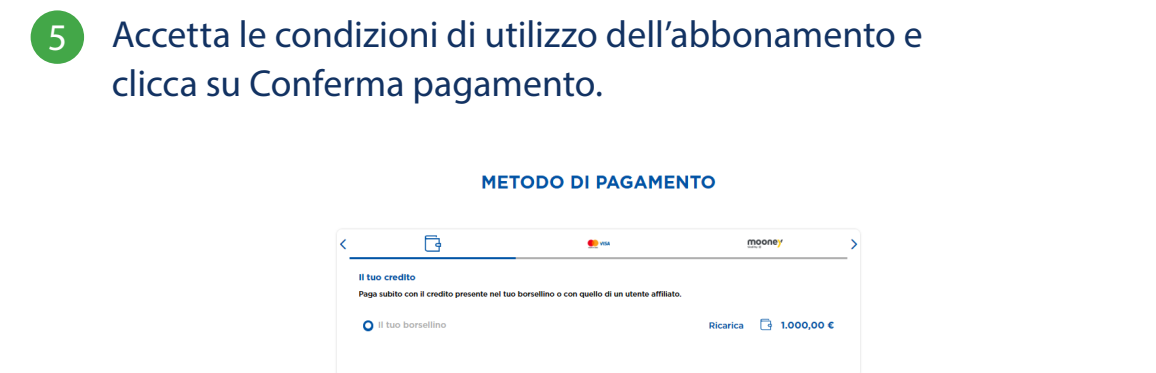 5
Accetta le condizioni di utilizzo dell'abbonamento e
clicca su Conferma pagamento.
METODO DI PAGAMENTO
VISA mooney
Il tuo credito
Paga subito con il credito presente nel tuo borsellino o con quello di un utente affiliato.
Il tuo borsellino Ricarica 1.000,00 €